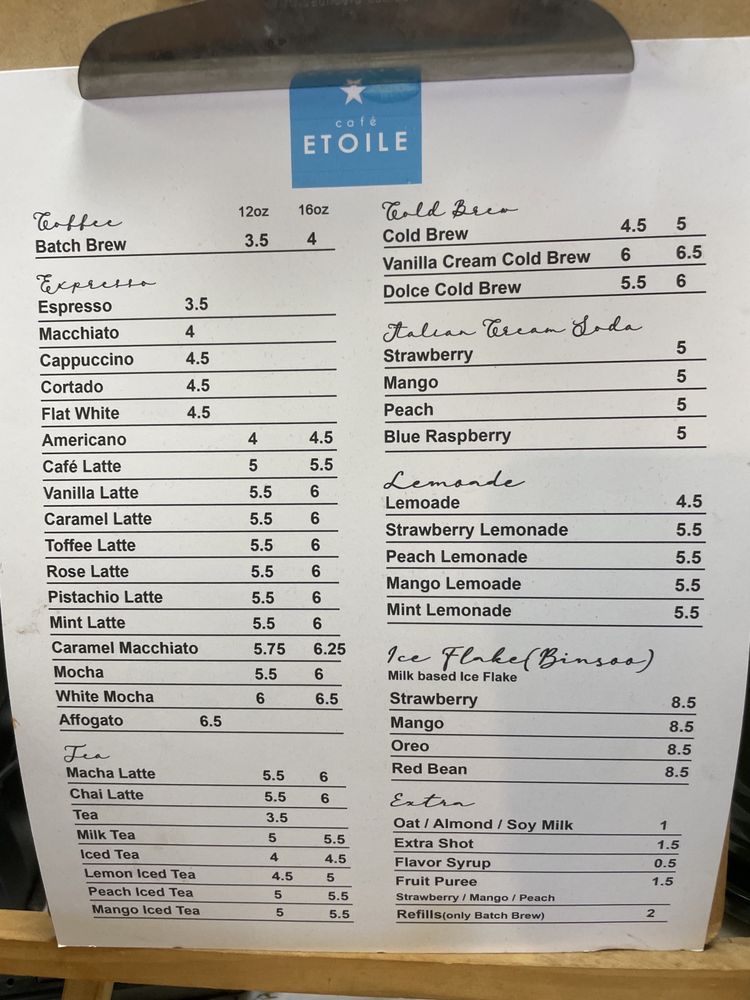 café
ETOILE
Coffee 12oz 16oz
Batch Brew 3.5 4
Expresso
Espresso 3.5
Macchiato 4
Cappuccino 4.5
Cortado 4.5
Flat White 4.5
Americano 4 4.5
Café Latte 5 5.5
Vanilla Latte 5.5 6
Caramel Latte 5.5 6
Toffee Latte 5.5 6
Rose Latte 5.5 6
Pistachio Latte 5.5 6
Mint Latte 5.5 6
Caramel Macchiato 5.75 6.25
Mocha 5.5 6
White Mocha 6 6.5
Affogato 6.5
Tea
Macha Latte 5.5 6
Chai Latte 5.5 6
Tea 3.5
Milk Tea 5 5.5
Iced Tea 4 4.5
Lemon Iced Tea 4.5 5
Peach Iced Tea 5 5.5
Mango Iced Tea 5 5.5
Cold Brew
Cold Brew 4.5 5
Vanilla Cream Cold Brew 6 6.5
Dolce Cold Brew 5.5 6
Italian Cream Soda
Strawberry 5
Mango 5
Peach 5
Blue Raspberry 5
Lemonade
Lemoade 4.5
Strawberry Lemonade 5.5
Peach Lemonade 5.5
Mango Lemoade 5.5
Mint Lemonade 5.5
Ice Flake(Binsoo)
Milk based Ice Flake
Strawberry 8.5
Mango 8.5
Oreo 8.5
Red Bean 8.5
Extra
Oat / Almond / Soy Milk 1
Extra Shot 1.5
Flavor Syrup 0.5
Fruit Puree 1.5
Strawberry / Mango / Peach
Refills(only Batch Brew) 2